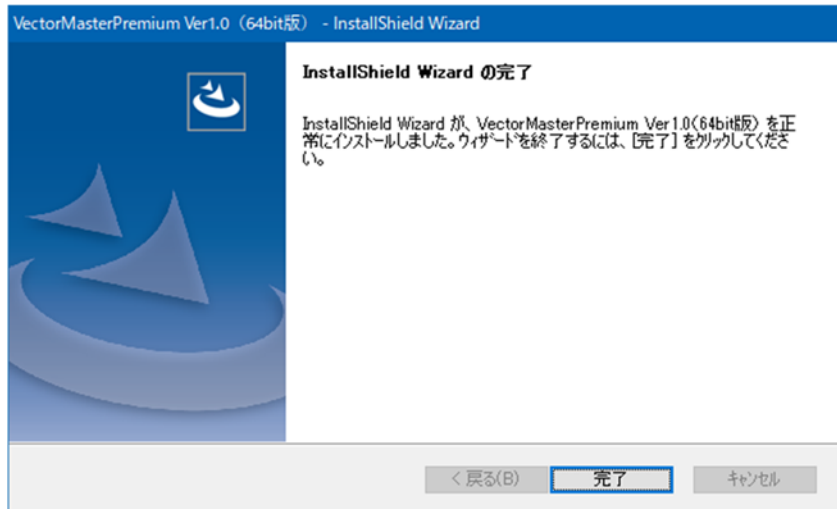 VectorMasterPremium Ver1.0（64bit版） - InstallShield Wizard
InstallShield Wizard の完了
InstallShield Wizard が、VectorMasterPremium Ver1.0（64bit版） を正
常にインストールしました。ウィザードを終了するには、[完了] をクリックしてくださ
い。
< 戻る(B)
完了
キャンセル